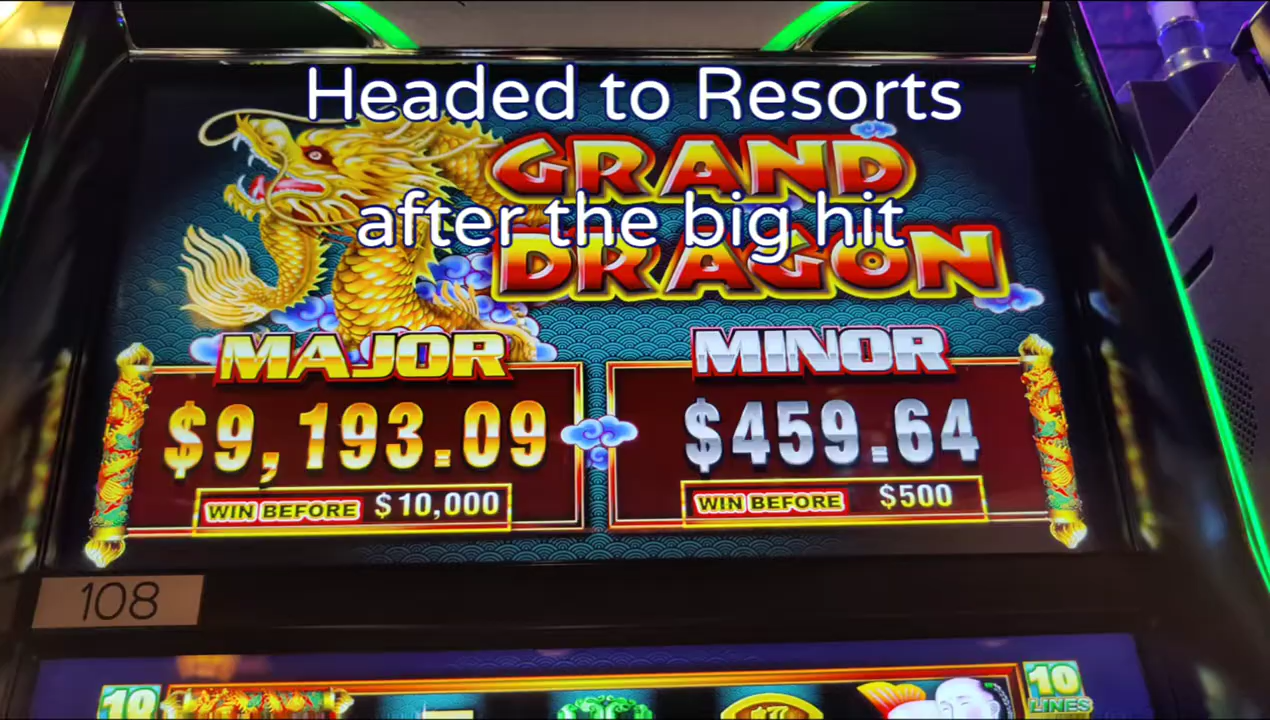 Headed to Resorts
GRAND
after the big hit
DRAGON
MAJOR
MINOR
$9,193.09
$459.64
WIN BEFORE $10,000
WIN BEFORE $500
108
10
10
LINES